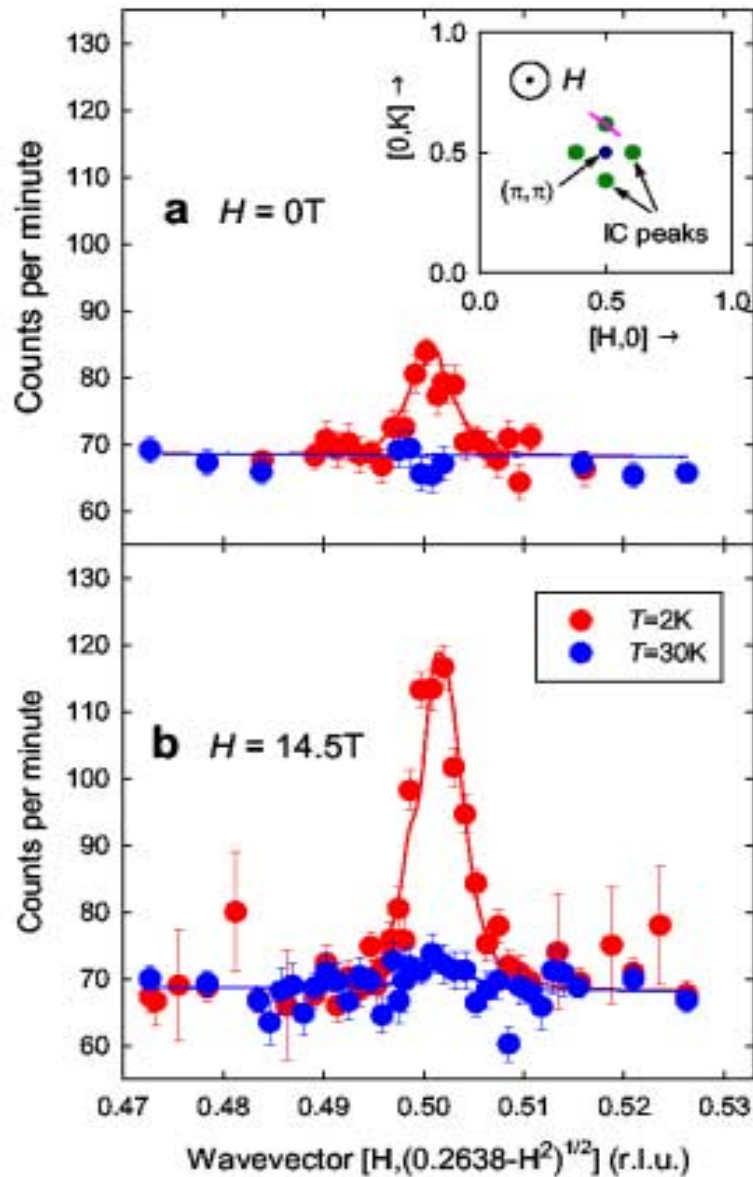 130
120
110
100
90
80
70
60
Counts per minute
a H = 0T
1.0
0.5
0.0
[0,K] →
H
(π,π)
IC peaks
0.0 0.5 1.0
[H,0] →
130
120
110
100
90
80
70
60
Counts per minute
b H = 14.5T
T=2K
T=30K
0.47 0.48 0.49 0.50 0.51 0.52 0.53
Wavevector [H,(0.2638-H²)¹/²] (r.l.u.)